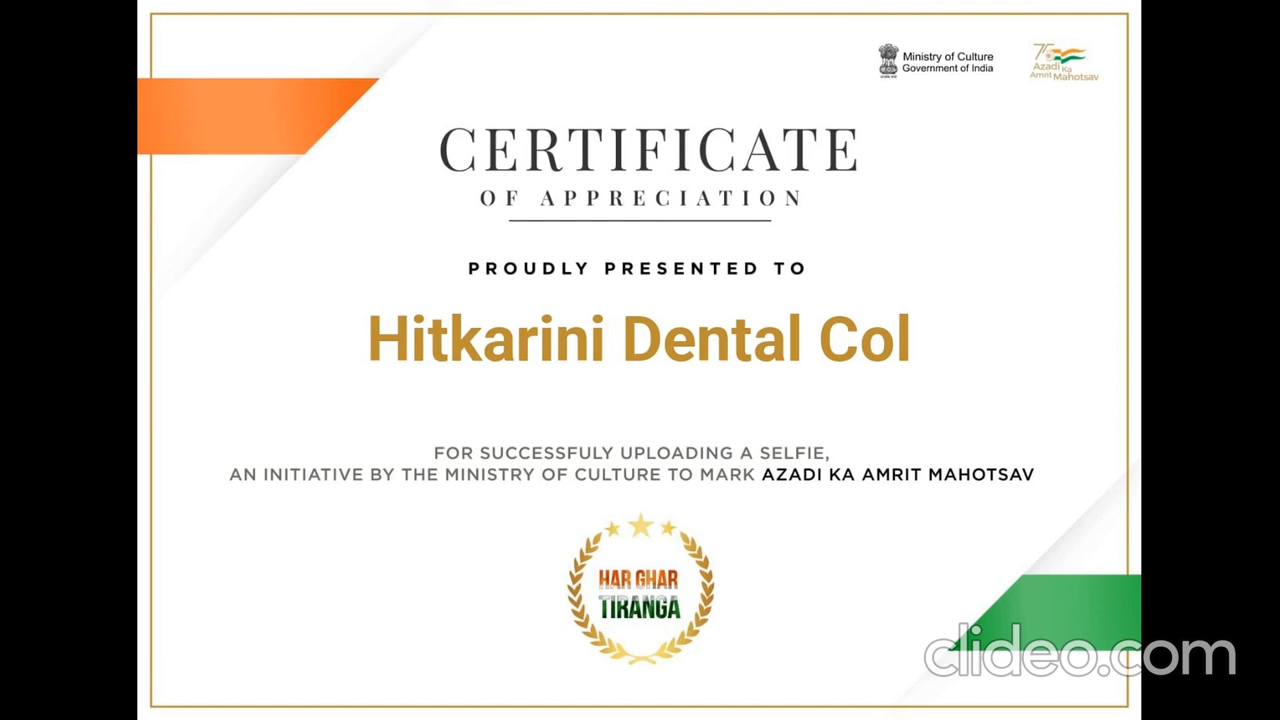 Ministry of Culture
Government of India
75
Azadi Ka
Amrit Mahotsav
CERTIFICATE
OF APPRECIATION
PROUDLY PRESENTED TO
Hitkarini Dental Col
FOR SUCCESSFULY UPLOADING A SELFIE,
AN INITIATIVE BY THE MINISTRY OF CULTURE TO MARK AZADI KA AMRIT MAHOTSAV
HAR GHAR
TIRANGA
clideo.com